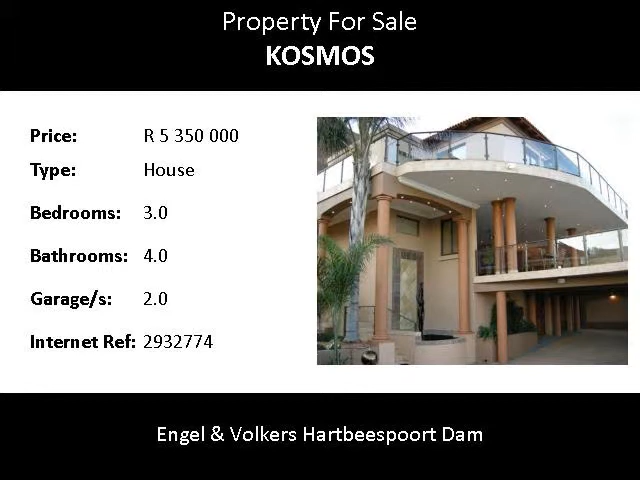 Property For Sale
KOSMOS
Price: R 5 350 000
Type: House
Bedrooms: 3.0
Bathrooms: 4.0
Garage/s: 2.0
Internet Ref: 2932774
Engel & Volkers Hartbeespoort Dam